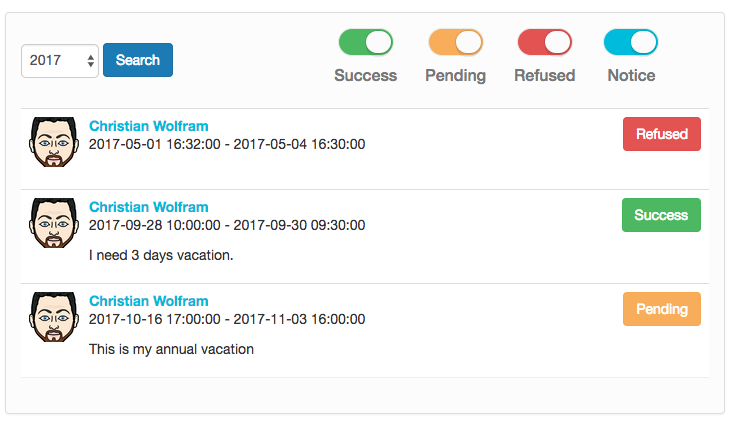 2017
Search
Success
Pending
Refused
Notice
Christian Wolfram
2017-05-01 16:32:00 - 2017-05-04 16:30:00
Refused
Christian Wolfram
2017-09-28 10:00:00 - 2017-09-30 09:30:00
I need 3 days vacation.
Success
Christian Wolfram
2017-10-16 17:00:00 - 2017-11-03 16:00:00
This is my annual vacation
Pending